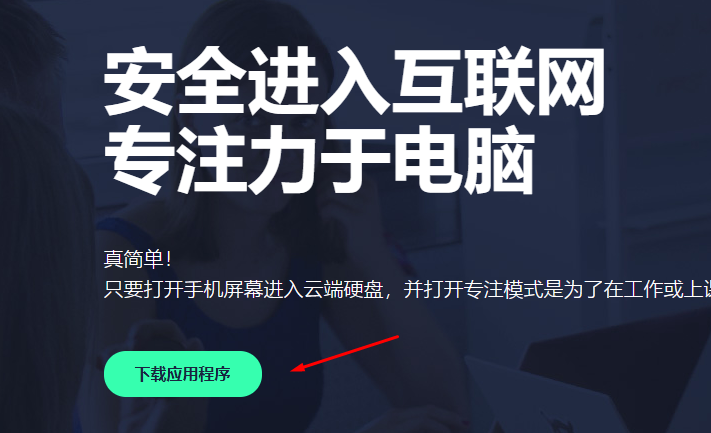 安全进入互联网
专注力于电脑
真简单！
只要打开手机屏幕进入云端硬盘，并打开专注模式是为了在工作或上课
下载应用程序